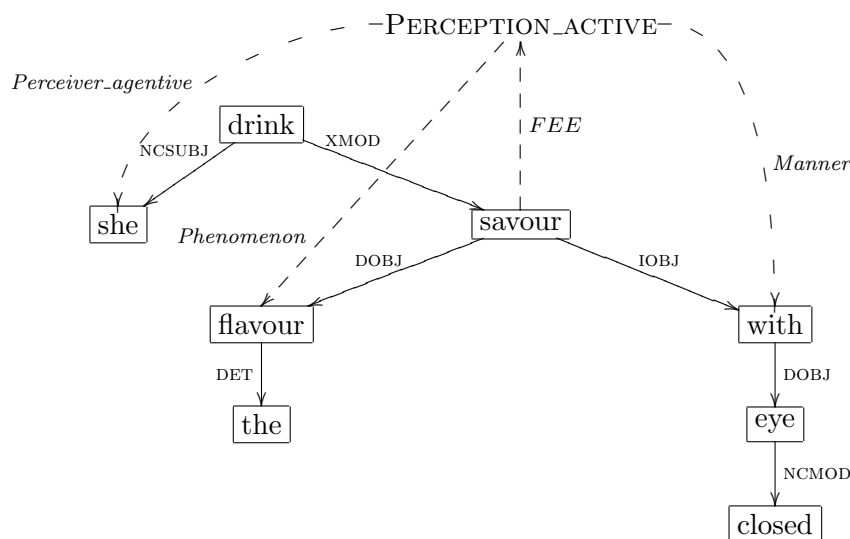 –PERCEPTION_ACTIVE–
Perceiver_agentive
drink
FEE
NCSUBJ
XMOD
Manner
she
savour
Phenomenon
DOBJ
IOBJ
flavour
with
DET
DOBJ
the
eye
NCMOD
closed